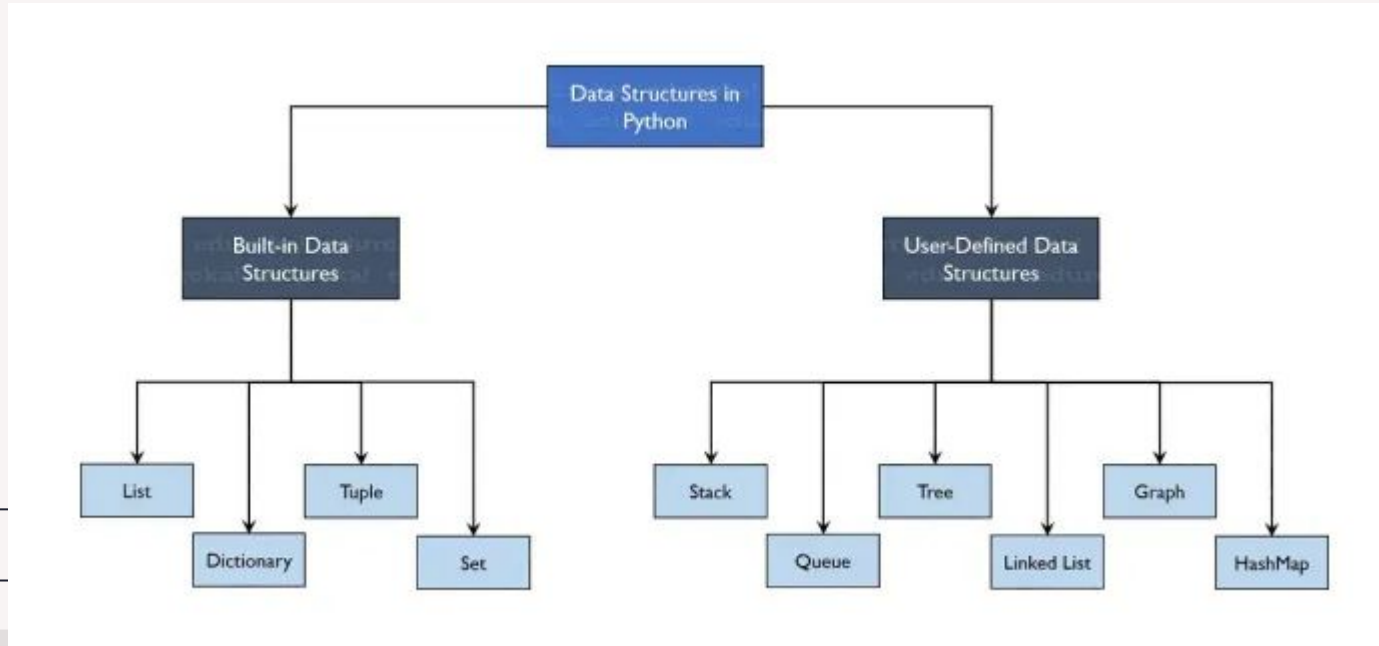 Data Structures in
Python
Built-in Data
Structures
User-Defined Data
Structures
List
Tuple
Stack
Tree
Graph
Dictionary
Set
Queue
Linked List
HashMap